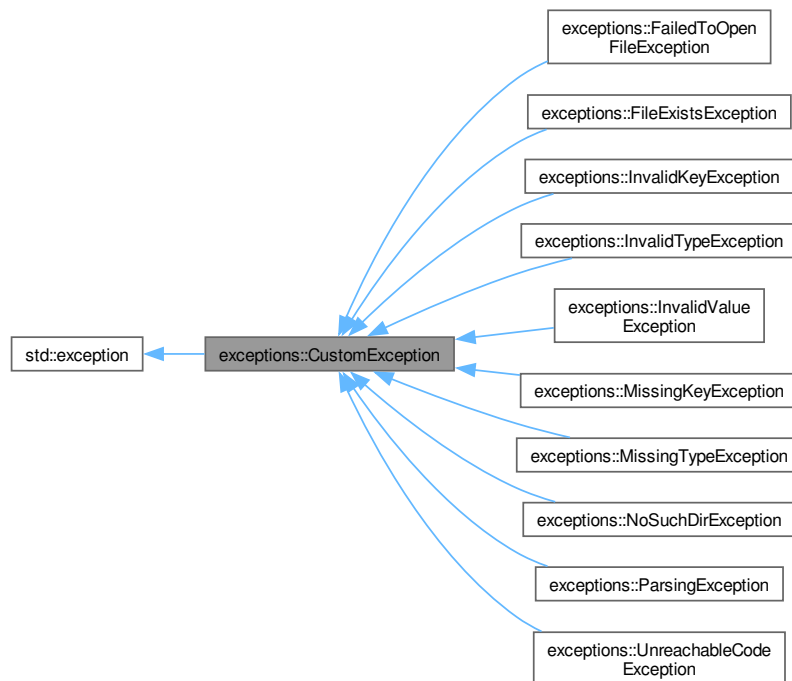 std::exception
exceptions::CustomException
exceptions::FailedToOpen
FileException
exceptions::FileExistsException
exceptions::InvalidKeyException
exceptions::InvalidTypeException
exceptions::InvalidValue
Exception
exceptions::MissingKeyException
exceptions::MissingTypeException
exceptions::NoSuchDirException
exceptions::ParsingException
exceptions::UnreachableCode
Exception